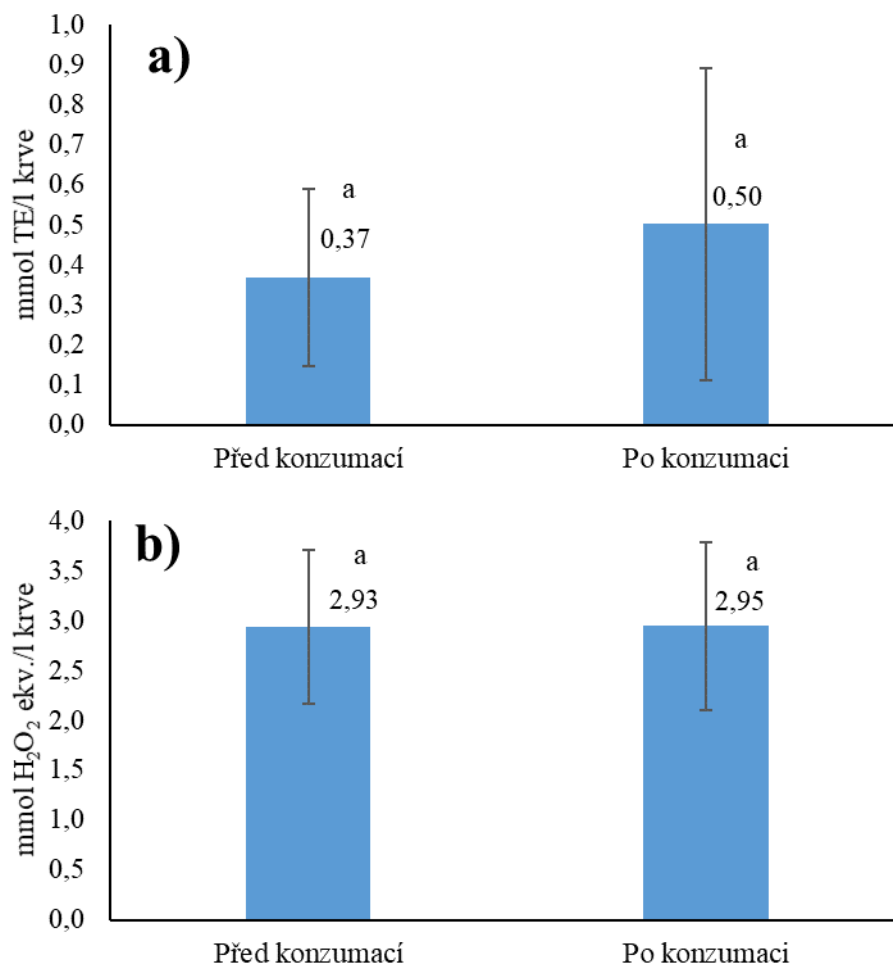 a)
mmol TE/l krve
1,0
0,9
0,8
0,7
0,6
0,5
0,4
0,3
0,2
0,1
0,0
a
0,37
a
0,50
Před konzumací
Po konzumaci
b)
mmol H₂O₂ ekv./l krve
4,0
3,5
3,0
2,5
2,0
1,5
1,0
0,5
0,0
a
2,93
a
2,95
Před konzumací
Po konzumaci